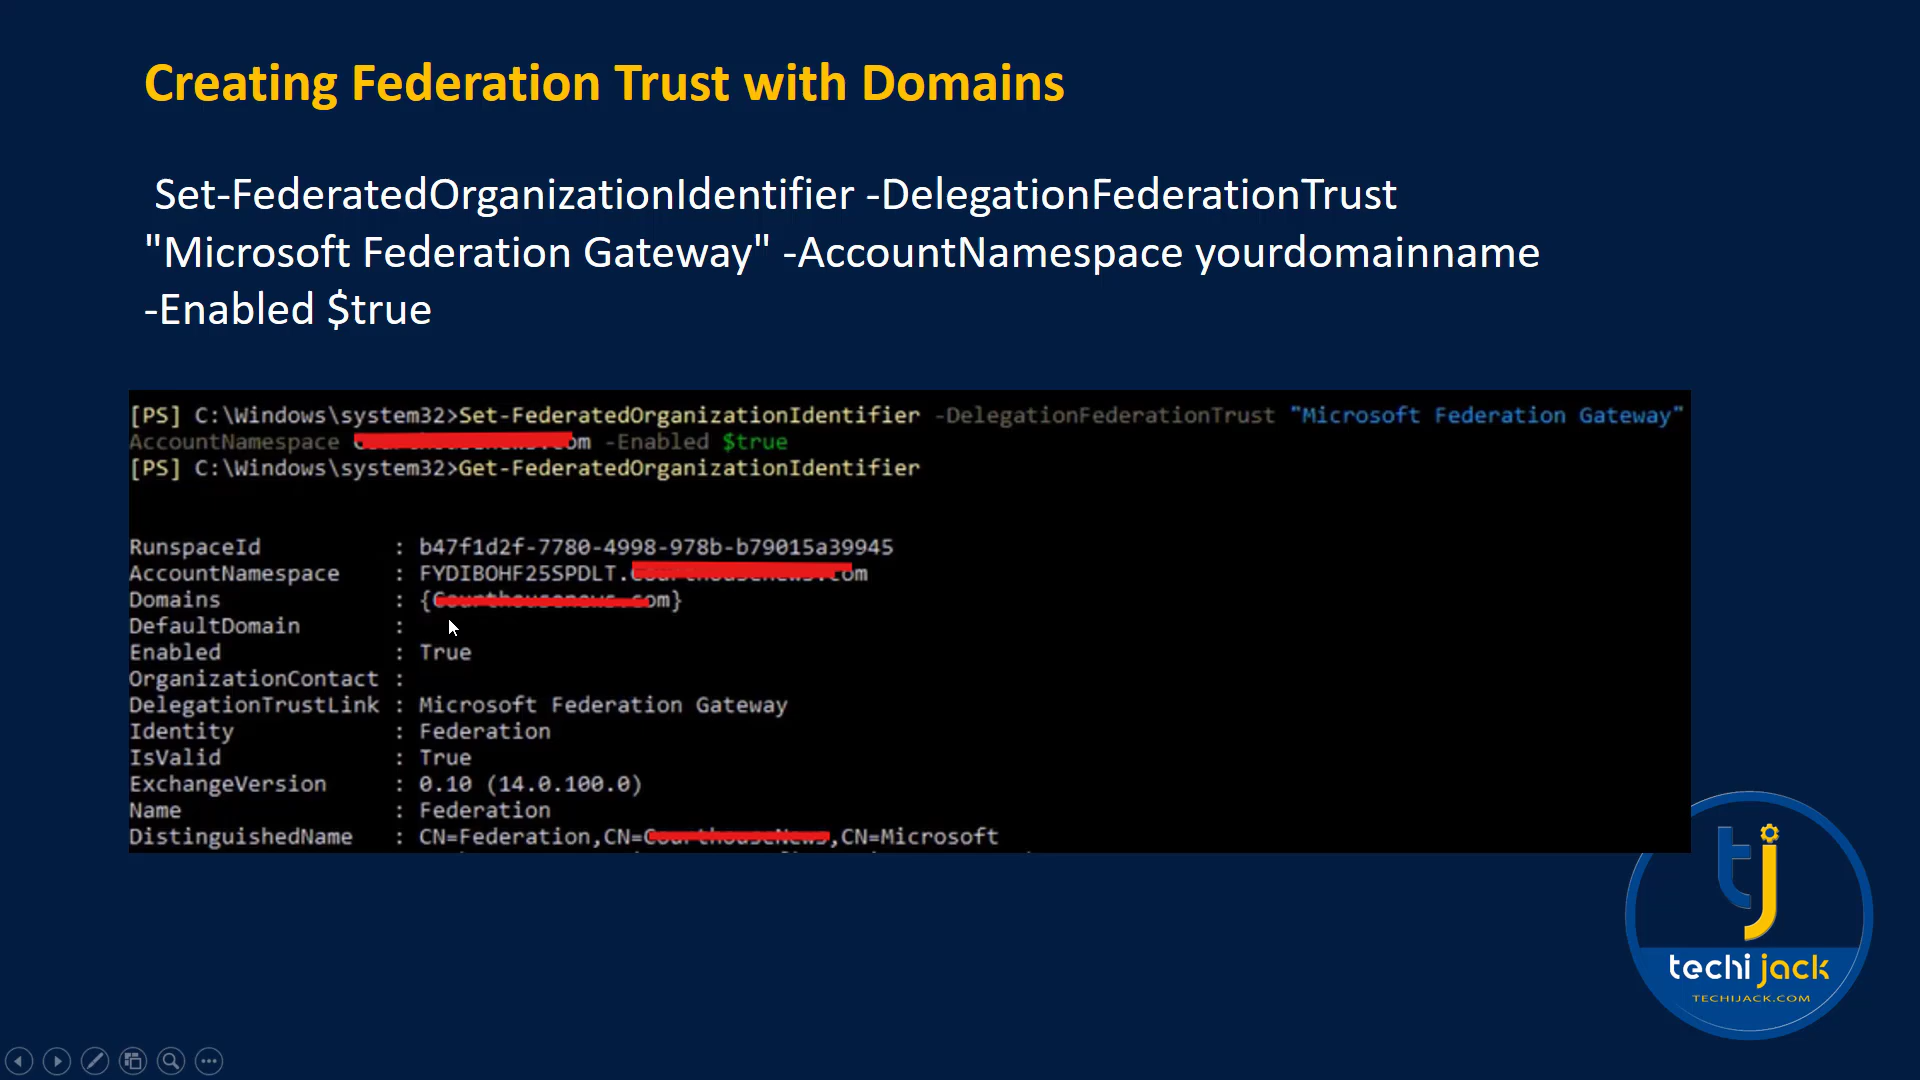 Creating Federation Trust with Domains
Set-FederatedOrganizationIdentifier -DelegationFederationTrust
"Microsoft Federation Gateway" -AccountNamespace yourdomainname
-Enabled $true
[PS] C:\Windows\system32>Set-FederatedOrganizationIdentifier -DelegationFederationTrust "Microsoft Federation Gateway"
AccountNamespace om -Enabled $true
[PS] C:\Windows\system32>Get-FederatedOrganizationIdentifier
RunspaceId : b47f1d2f-7780-4998-978b-b79015a39945
AccountNamespace : FYDIBOHF25SPDLT. om
Domains : { om}
DefaultDomain :
Enabled : True
OrganizationContact :
DelegationTrustLink : Microsoft Federation Gateway
Identity : Federation
IsValid : True
ExchangeVersion : 0.10 (14.0.100.0)
Name : Federation
DistinguishedName : CN=Federation,CN= ,CN=Microsoft
tj
techi jack
TECHIJACK.COM